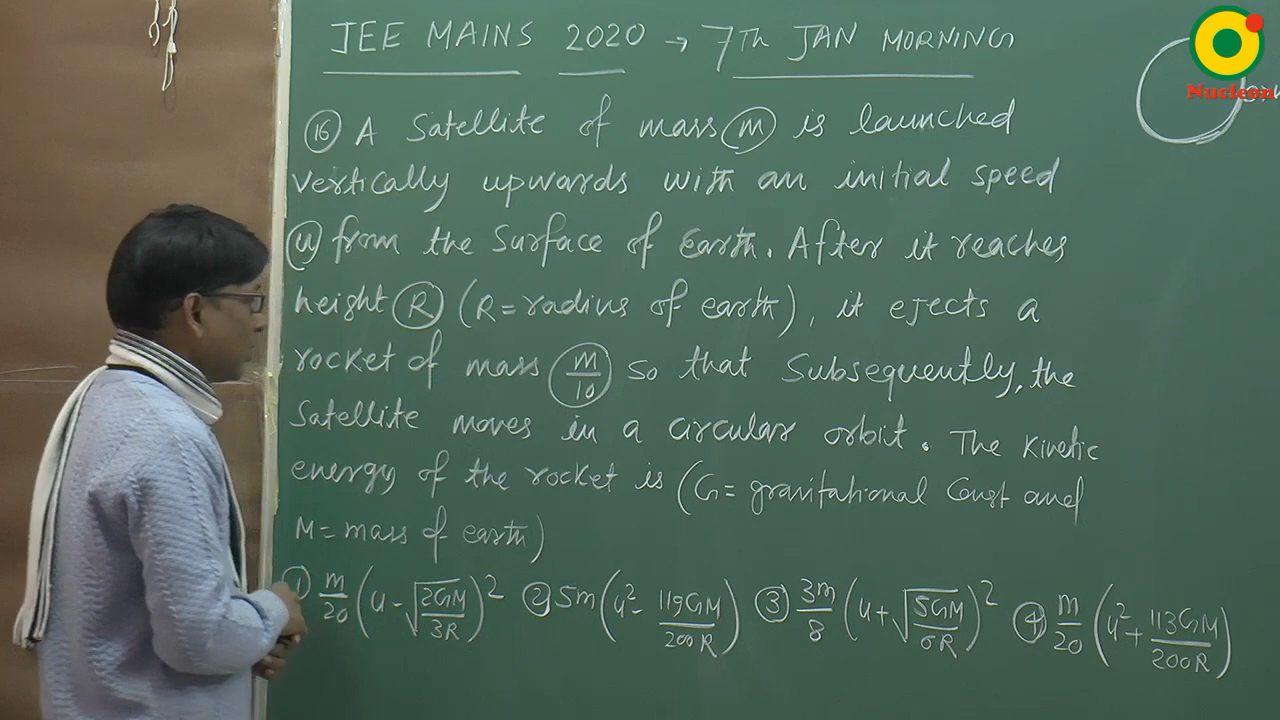 JEE MAINS 2020 → 7Th JAN MORNING
Nucleon
(16) A Satellite of mass (m) is launched
vertically upwards with an initial speed
(u) from the Surface of Earth. After it reaches
height (R) (R = radius of earth), it ejects a
rocket of mass (m/10) so that Subsequently, the
Satellite moves in a circular orbit. The Kinetic
energy of the rocket is (G = gravitational Const and
M = mass of earth)
(1) m/20 (u - √(2GM/3R))² (2) 5m (u² - 119GM/200R) (3) 3m/8 (u + √(5GM/6R))² (4) m/20 (u² + 113GM/200R)